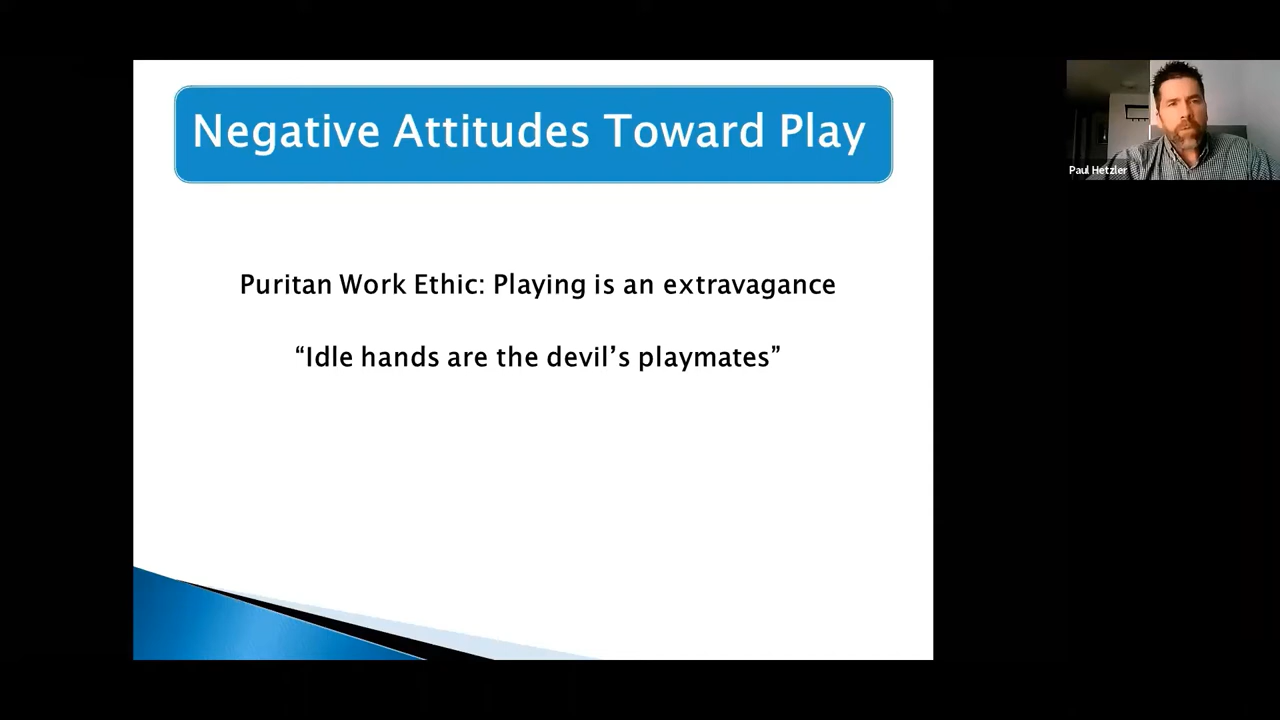 Negative Attitudes Toward Play
Paul Hetzler
Puritan Work Ethic: Playing is an extravagance
“Idle hands are the devil’s playmates”